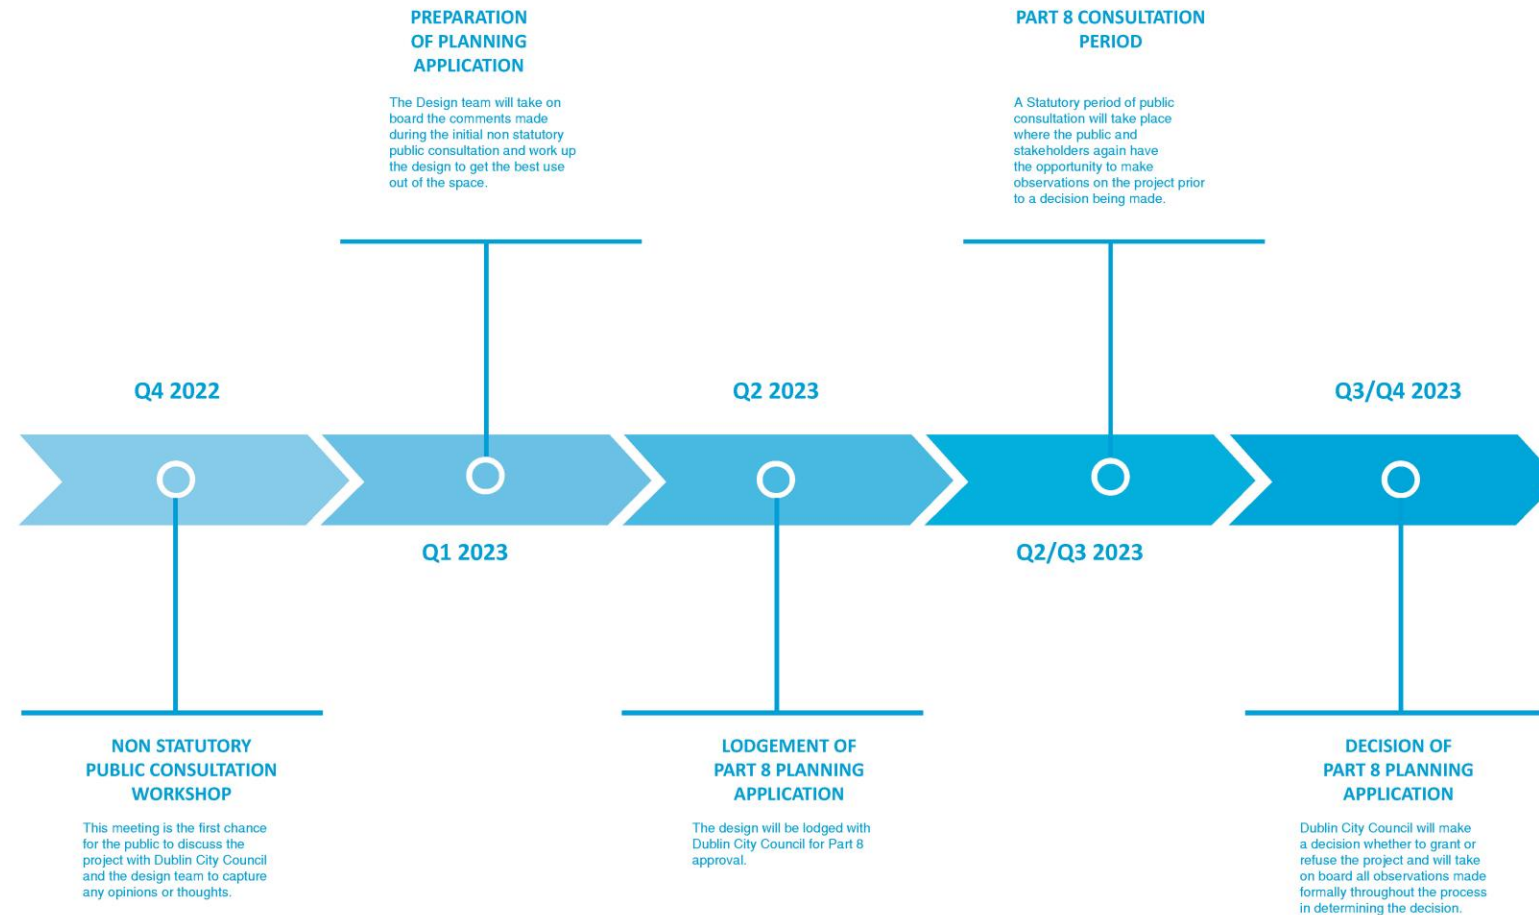 PREPARATION
OF PLANNING
APPLICATION
The Design team will take on
board the comments made
during the initial non statutory
public consultation and work up
the design to get the best use
out of the space.
PART 8 CONSULTATION
PERIOD
A Statutory period of public
consultation will take place
where the public and
stakeholders again have
the opportunity to make
observations on the project prior
to a decision being made.
Q4 2022
Q2 2023
Q3/Q4 2023
Q1 2023
Q2/Q3 2023
NON STATUTORY
PUBLIC CONSULTATION
WORKSHOP
This meeting is the first chance
for the public to discuss the
project with Dublin City Council
and the design team to capture
any opinions or thoughts.
LODGEMENT OF
PART 8 PLANNING
APPLICATION
The design will be lodged with
Dublin City Council for Part 8
approval.
DECISION OF
PART 8 PLANNING
APPLICATION
Dublin City Council will make
a decision whether to grant or
refuse the project and will take
on board all observations made
formally throughout the process
in determining the decision.